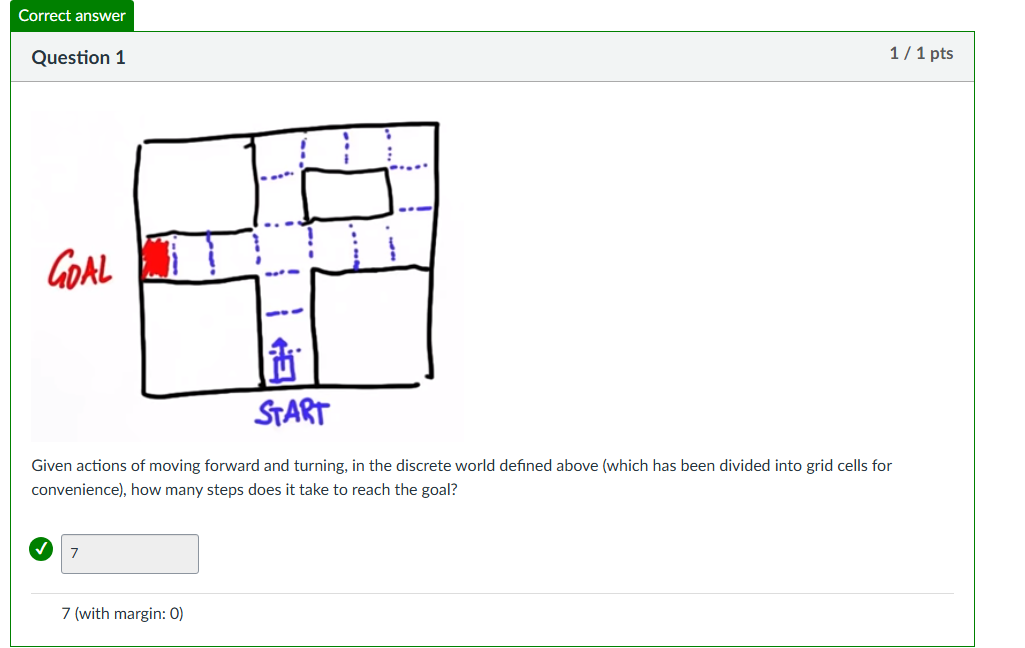 Correct answer
Question 1
1 / 1 pts
GOAL
START
Given actions of moving forward and turning, in the discrete world defined above (which has been divided into grid cells for
convenience), how many steps does it take to reach the goal?
7
7 (with margin: 0)